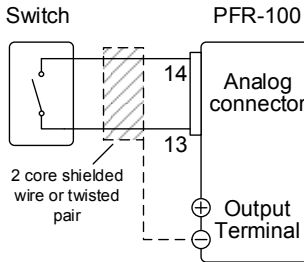 Switch
PFR-100
14
Analog
connector
13
2 core shielded
wire or twisted
pair
Output
Terminal